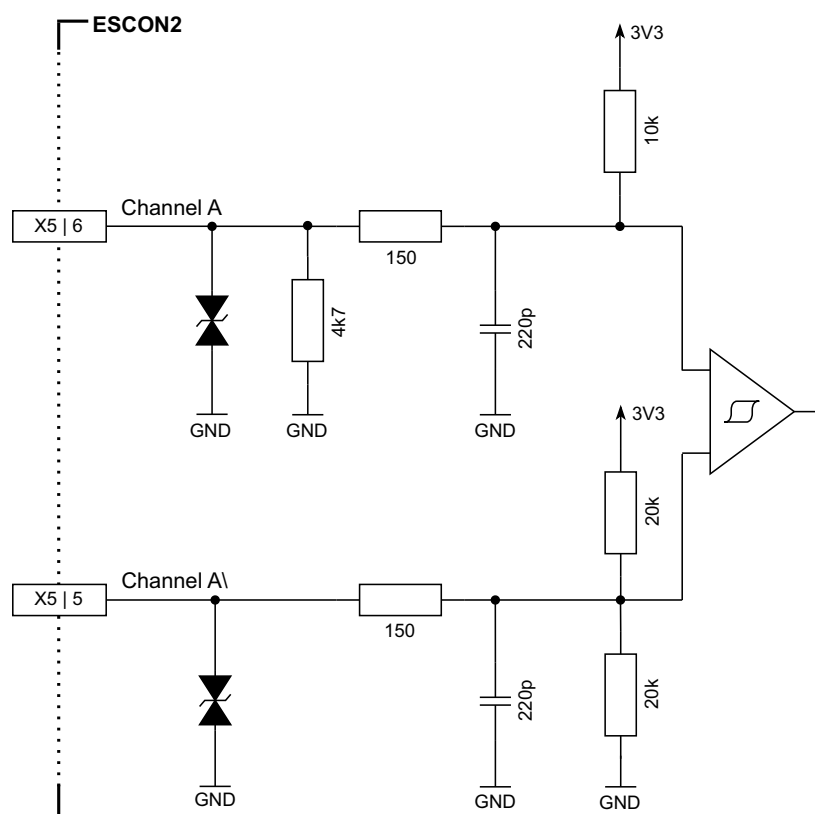 ESCON2
3V3
10k
Channel A
X5 | 6
150
4k7
220p
GND
GND
GND
3V3
20k
Channel A\
X5 | 5
150
220p
20k
GND
GND
GND